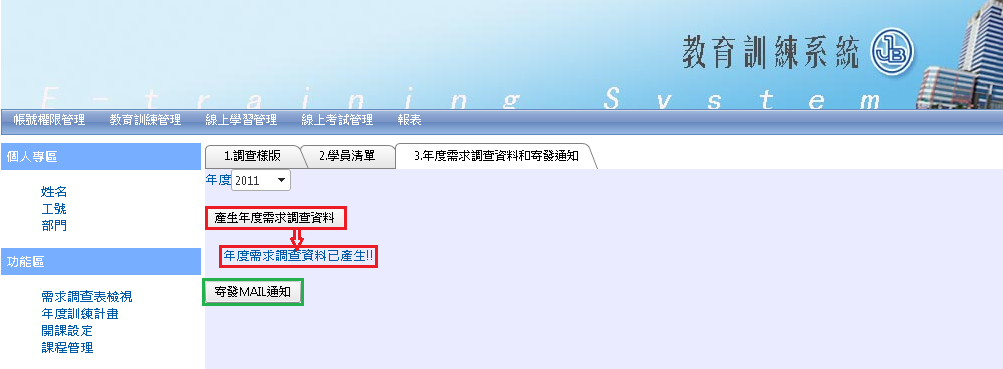 教育訓練系統 JB
E-training System
帳號權限管理 教育訓練管理 線上學習管理 線上考試管理 報表
個人專區
姓名
工號
部門
功能區
需求調查表檢視
年度訓練計畫
開課設定
課程管理
1.調查樣版 2.學員清單 3.年度需求調查資料和寄發通知
年度 2011
產生年度需求調查資料
年度需求調查資料已產生!!
寄發MAIL通知